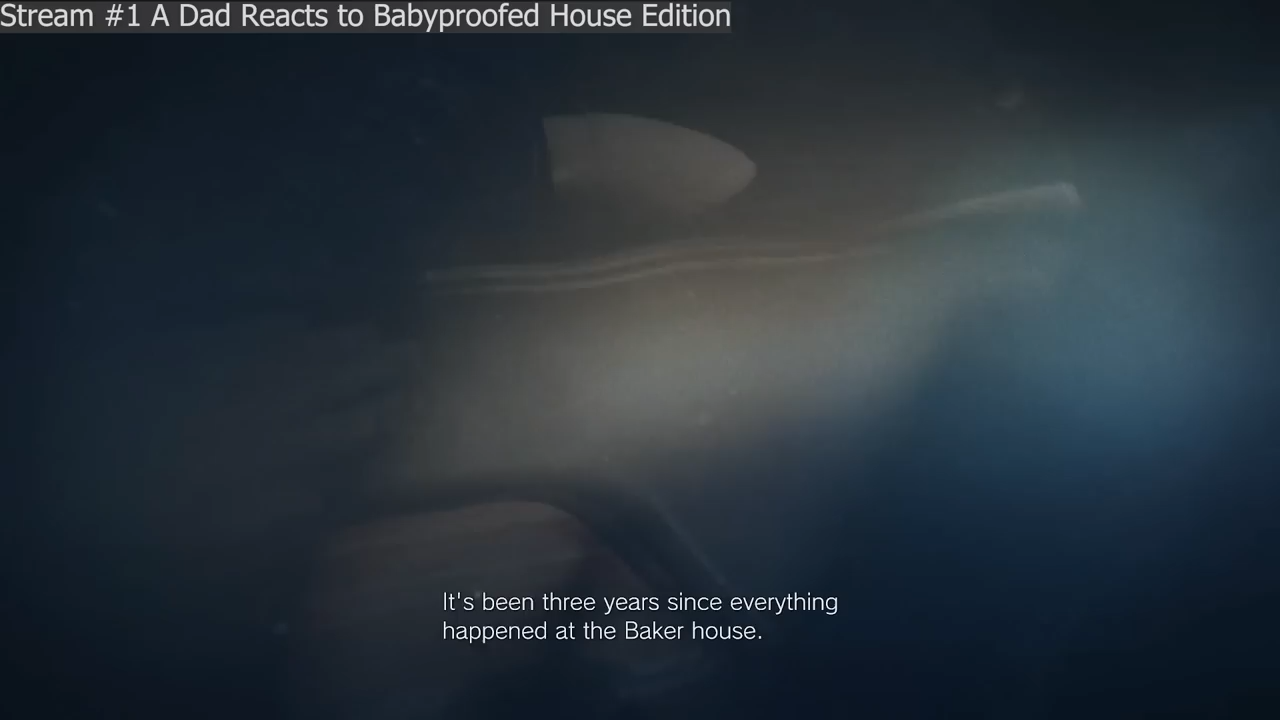 Stream #1 A Dad Reacts to Babyproofed House Edition
It's been three years since everything
happened at the Baker house.